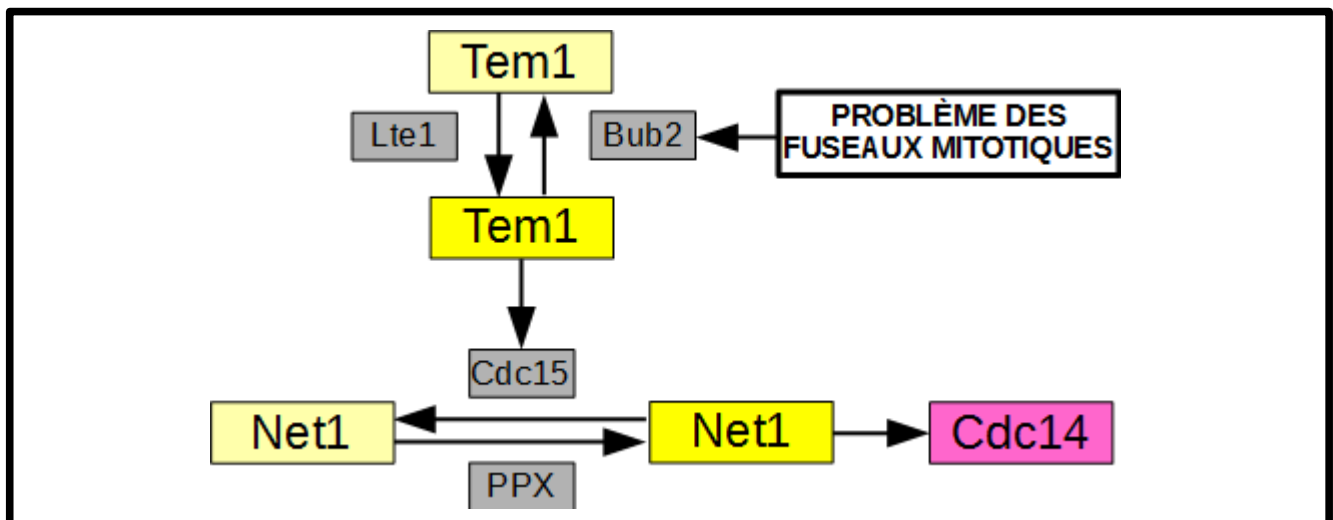 Tem1
Lte1
Bub2
PROBLÈME DES
FUSEAUX MITOTIQUES
Tem1
Cdc15
Net1
Net1
Cdc14
PPX